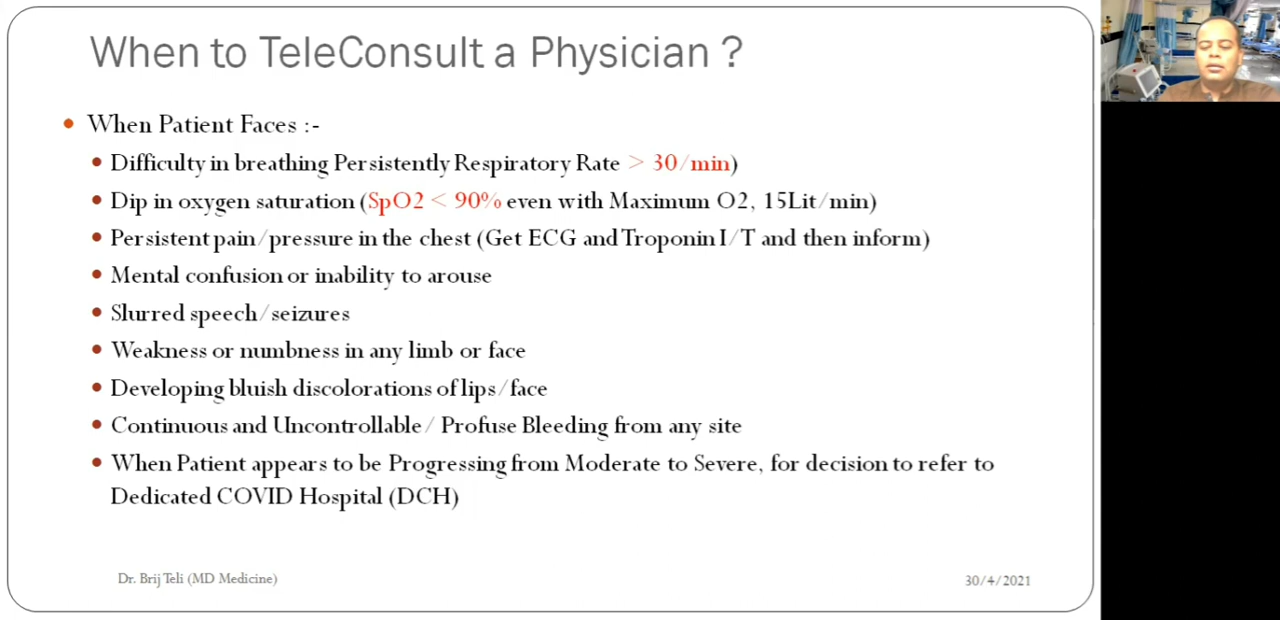 When to TeleConsult a Physician ?
When Patient Faces :-
Difficulty in breathing Persistently Respiratory Rate > 30/min)
Dip in oxygen saturation (SpO2 < 90% even with Maximum O2, 15Lit/min)
Persistent pain/pressure in the chest (Get ECG and Troponin I/T and then inform)
Mental confusion or inability to arouse
Slurred speech/seizures
Weakness or numbness in any limb or face
Developing bluish discolorations of lips/face
Continuous and Uncontrollable/ Profuse Bleeding from any site
When Patient appears to be Progressing from Moderate to Severe, for decision to refer to
Dedicated COVID Hospital (DCH)
Dr. Brij Teli (MD Medicine)
30/4/2021